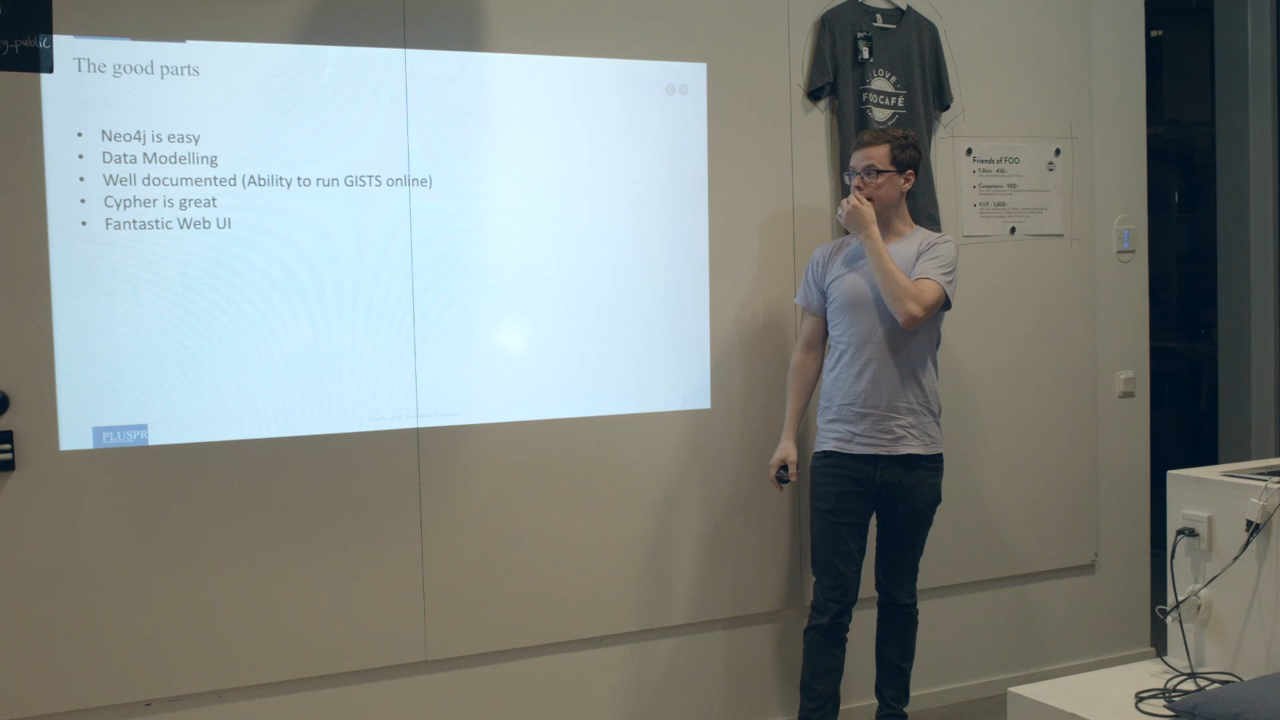 y_public
The good parts
• Neo4j is easy
• Data Modelling
• Well documented (Ability to run GISTS online)
• Cypher is great
• Fantastic Web UI
PLUSPR
I LOVE
FOOCAFÉ
Friends of FOO